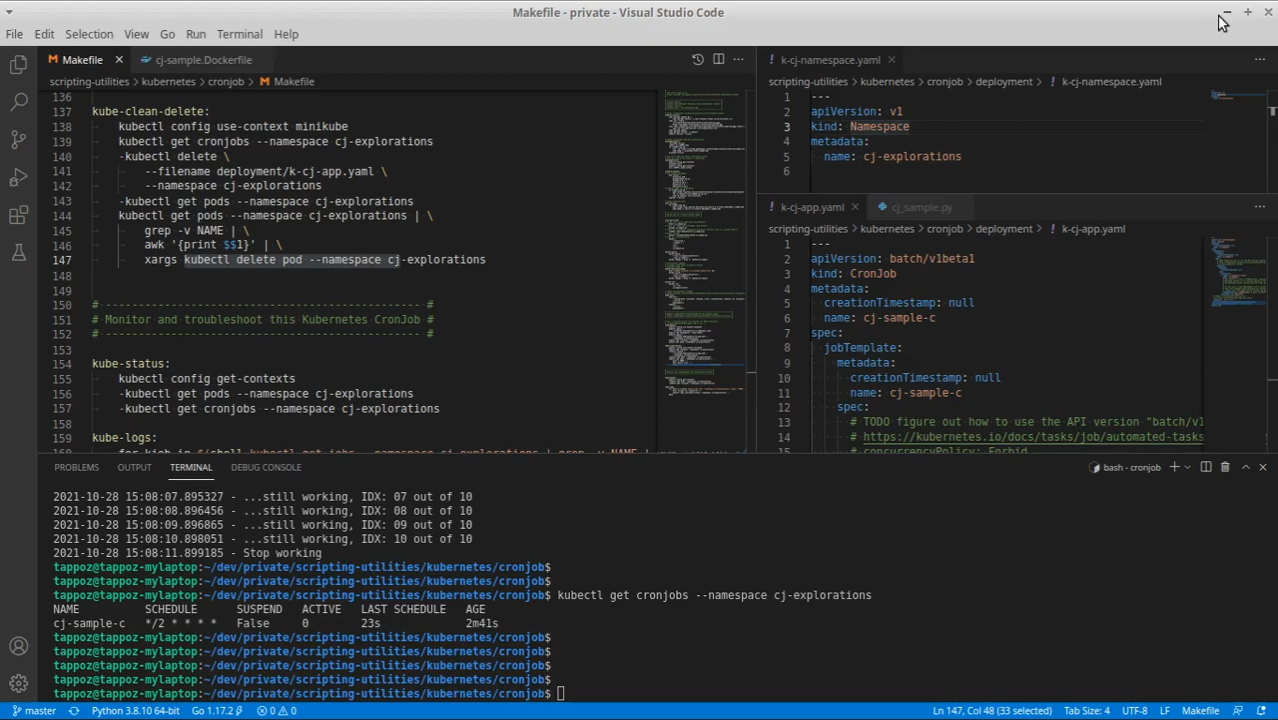 Makefile - private - Visual Studio Code
File Edit Selection View Go Run Terminal Help
Makefile
cj-sample.Dockerfile
scripting-utilities > kubernetes > cronjob > Makefile
136
137 kube-clean-delete:
138 kubectl config use-context minikube
139 kubectl get cronjobs --namespace cj-explorations
140 -kubectl delete \
141 --filename deployment/k-cj-app.yaml \
142 --namespace cj-explorations
143 -kubectl get pods --namespace cj-explorations
144 kubectl get pods --namespace cj-explorations | \
145 grep -v NAME | \
146 awk '{print $$1}' | \
147 xargs kubectl delete pod --namespace cj-explorations
148
149
150 # ------------------------------------------------ #
151 # Monitor and troubleshoot this Kubernetes CronJob #
152 # ------------------------------------------------ #
153
154 kube-status:
155 kubectl config get-contexts
156 -kubectl get pods --namespace cj-explorations
157 -kubectl get cronjobs --namespace cj-explorations
158
159 kube-logs:
160 for kjob in $(shell kubectl get jobs --namespace cj-explorations | grep -v NAME | \
k-cj-namespace.yaml
scripting-utilities > kubernetes > cronjob > deployment > k-cj-namespace.yaml
1 ---
2 apiVersion: v1
3 kind: Namespace
4 metadata:
5 name: cj-explorations
6
k-cj-app.yaml
cj_sample.py
scripting-utilities > kubernetes > cronjob > deployment > k-cj-app.yaml
1 ---
2 apiVersion: batch/v1beta1
3 kind: CronJob
4 metadata:
5 creationTimestamp: null
6 name: cj-sample-c
7 spec:
8 jobTemplate:
9 metadata:
10 creationTimestamp: null
11 name: cj-sample-c
12 spec:
13 # TODO figure out how to use the API version "batch/v1
14 # https://kubernetes.io/docs/tasks/job/automated-tasks
# concurrencyPolicy: Forbid
PROBLEMS OUTPUT TERMINAL DEBUG CONSOLE
bash - cronjob
2021-10-28 15:08:07.895327 - ...still working, IDX: 07 out of 10
2021-10-28 15:08:08.896456 - ...still working, IDX: 08 out of 10
2021-10-28 15:08:09.896865 - ...still working, IDX: 09 out of 10
2021-10-28 15:08:10.898051 - ...still working, IDX: 10 out of 10
2021-10-28 15:08:11.899185 - Stop working
tappoz@tappoz-mylaptop:~/dev/private/scripting-utilities/kubernetes/cronjob$
tappoz@tappoz-mylaptop:~/dev/private/scripting-utilities/kubernetes/cronjob$
tappoz@tappoz-mylaptop:~/dev/private/scripting-utilities/kubernetes/cronjob$ kubectl get cronjobs --namespace cj-explorations
NAME SCHEDULE SUSPEND ACTIVE LAST SCHEDULE AGE
cj-sample-c */2 * * * * False 0 23s 2m41s
tappoz@tappoz-mylaptop:~/dev/private/scripting-utilities/kubernetes/cronjob$
tappoz@tappoz-mylaptop:~/dev/private/scripting-utilities/kubernetes/cronjob$
tappoz@tappoz-mylaptop:~/dev/private/scripting-utilities/kubernetes/cronjob$
tappoz@tappoz-mylaptop:~/dev/private/scripting-utilities/kubernetes/cronjob$
tappoz@tappoz-mylaptop:~/dev/private/scripting-utilities/kubernetes/cronjob$
master Python 3.8.10 64-bit Go 1.17.2 0 0 Ln 147, Col 48 (33 selected) Tab Size: 4 UTF-8 LF Makefile